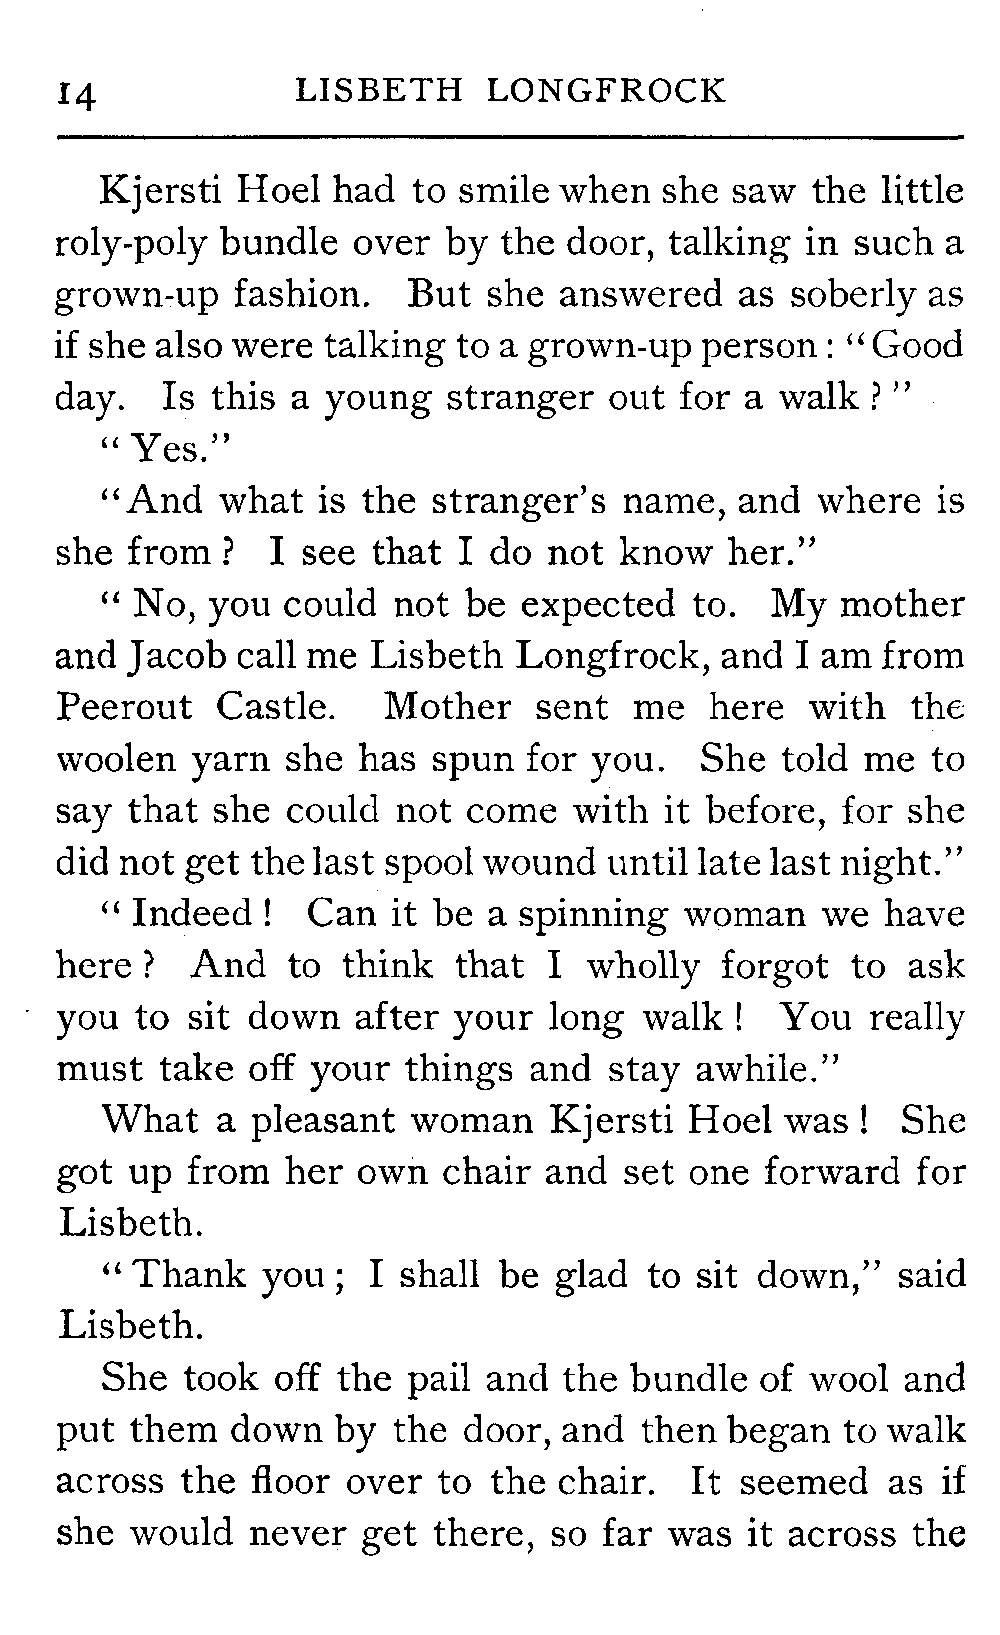 14 LISBETH LONGFROCK
Kjersti Hoel had to smile when she saw the little
roly-poly bundle over by the door, talking in such a
grown-up fashion. But she answered as soberly as
if she also were talking to a grown-up person: “Good
day. Is this a young stranger out for a walk?”
“Yes.”
“And what is the stranger’s name, and where is
she from? I see that I do not know her.”
“No, you could not be expected to. My mother
and Jacob call me Lisbeth Longfrock, and I am from
Peerout Castle. Mother sent me here with the
woolen yarn she has spun for you. She told me to
say that she could not come with it before, for she
did not get the last spool wound until late last night.”
“Indeed! Can it be a spinning woman we have
here? And to think that I wholly forgot to ask
you to sit down after your long walk! You really
must take off your things and stay awhile.”
What a pleasant woman Kjersti Hoel was! She
got up from her own chair and set one forward for
Lisbeth.
“Thank you; I shall be glad to sit down,” said
Lisbeth.
She took off the pail and the bundle of wool and
put them down by the door, and then began to walk
across the floor over to the chair. It seemed as if
she would never get there, so far was it across the